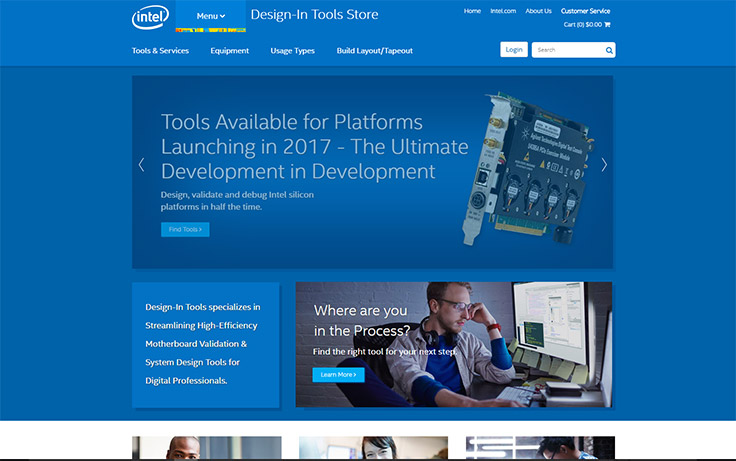 intel
Menu
Design-In Tools Store
Home
Intel.com
About Us
Customer Service
Cart (0) $0.00
Tools & Services
Equipment
Usage Types
Build Layout/Tapeout
Login
Search
Tools Available for Platforms
Launching in 2017 - The Ultimate
Development in Development
Design, validate and debug Intel silicon
platforms in half the time.
Find Tools >
Agilent Technologies
Design-In Tools specializes in
Streamlining High-Efficiency
Motherboard Validation &
System Design Tools for
Digital Professionals.
Where are you
in the Process?
Find the right tool for your next step.
Learn More >